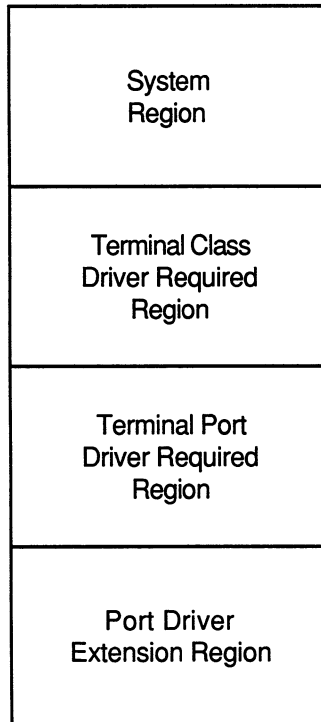 System
Region
Terminal Class
Driver Required
Region
Terminal Port
Driver Required
Region
Port Driver
Extension Region